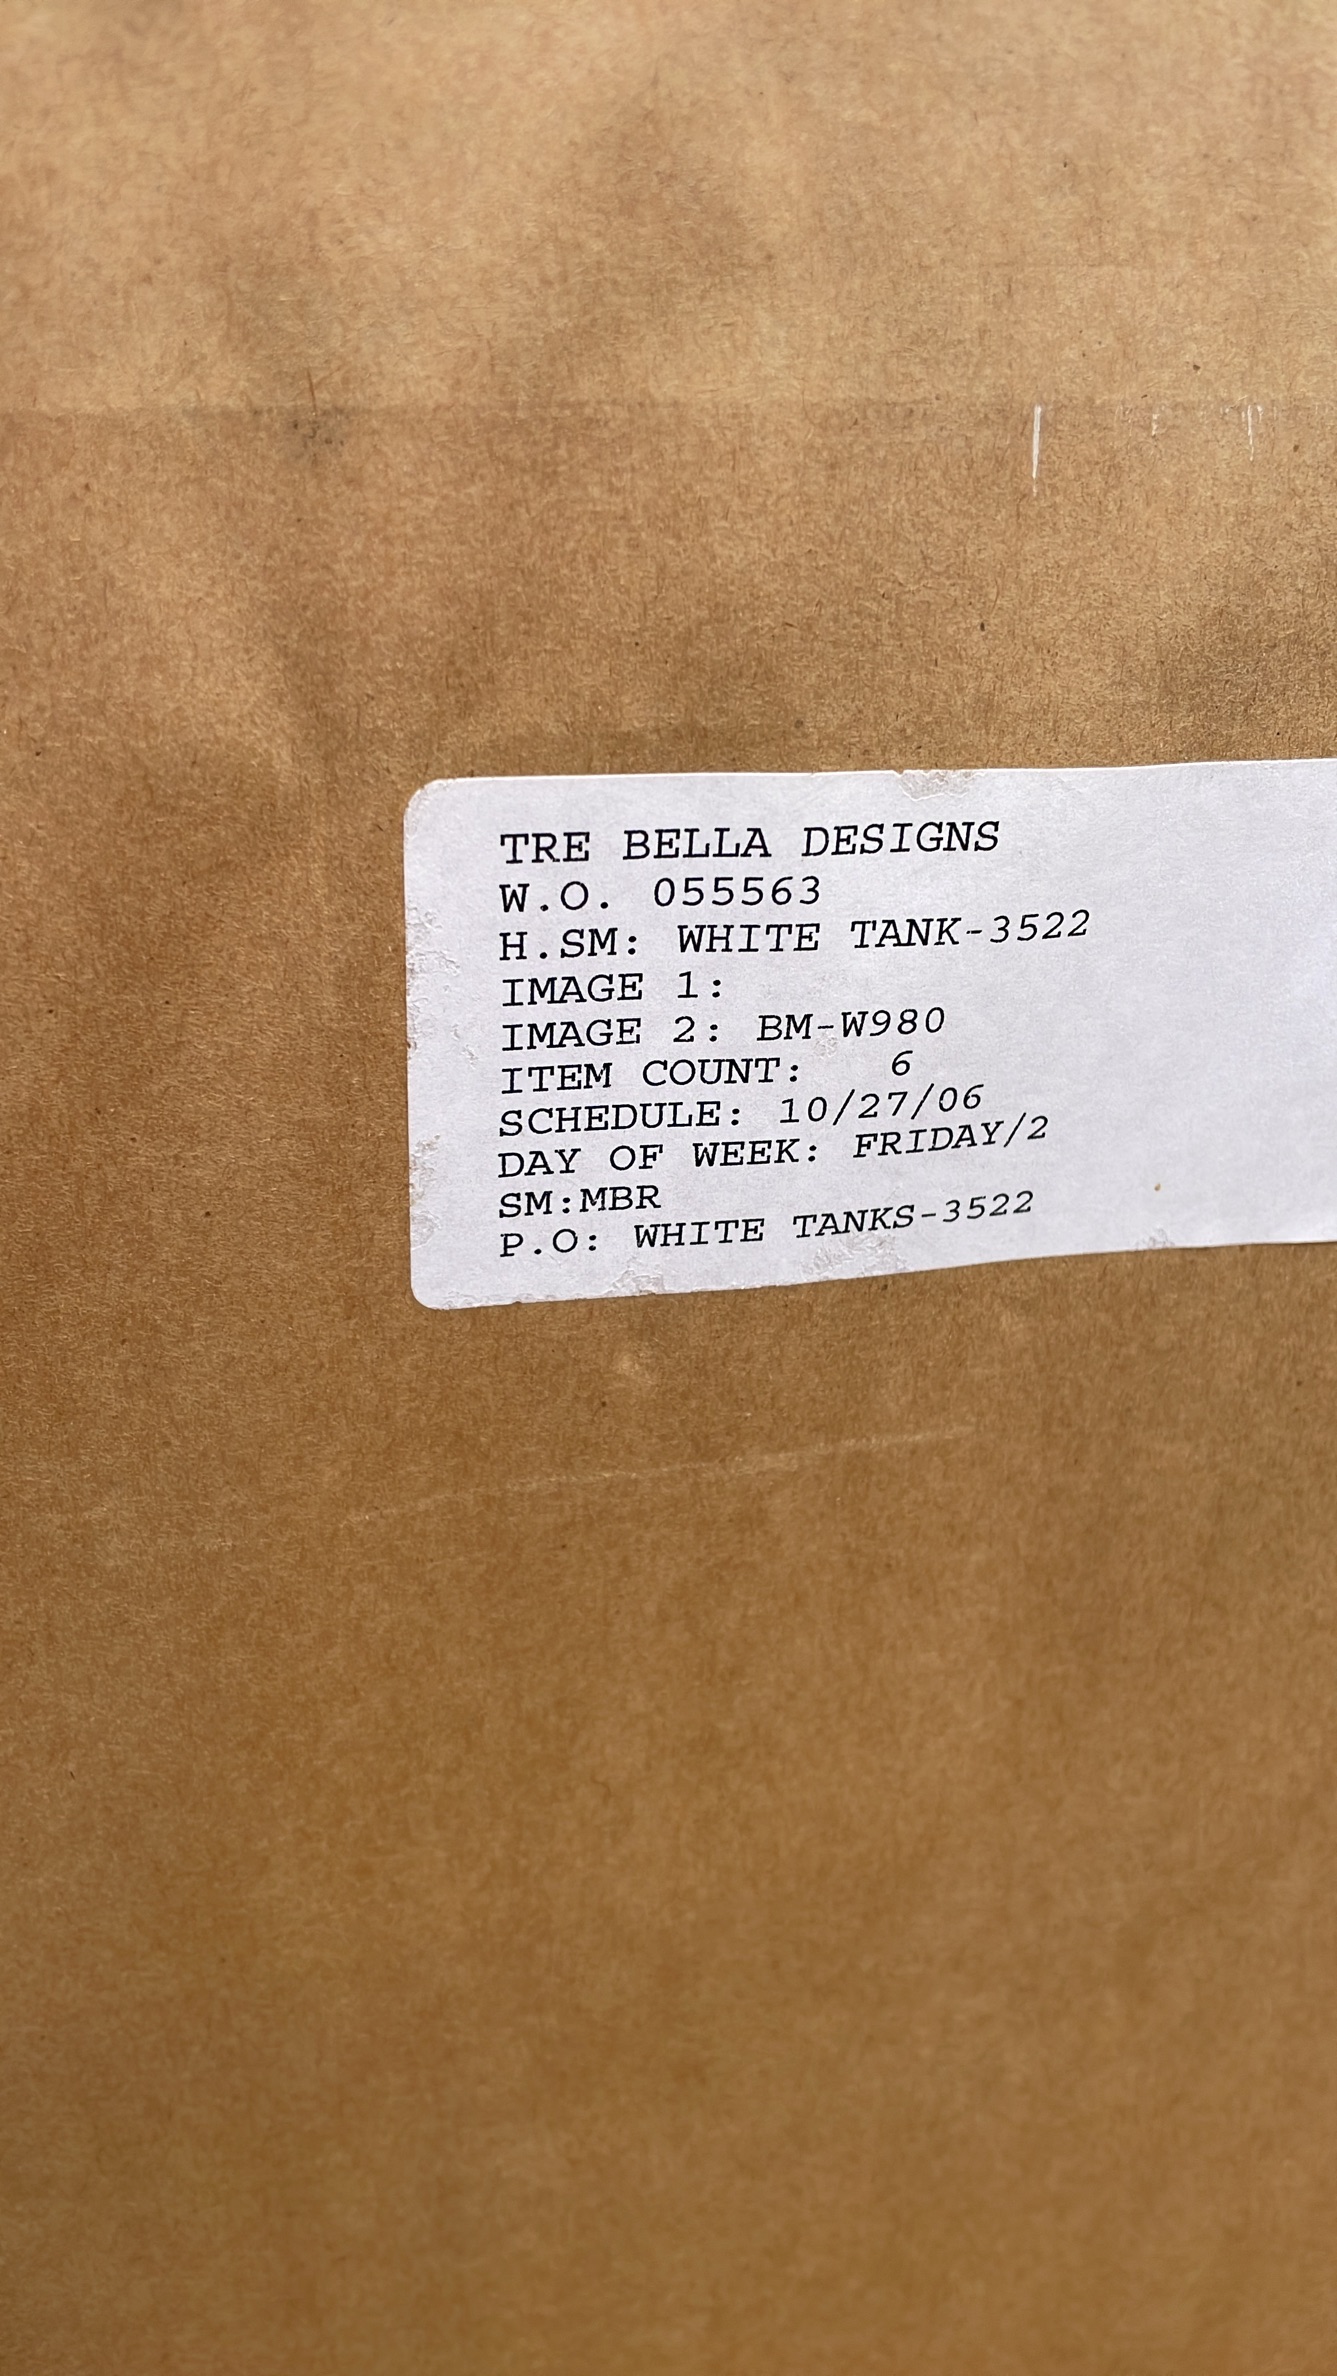 TRE BELLA DESIGNS
W.O. 055563
H.SM: WHITE TANK-3522
IMAGE 1:
IMAGE 2: BM-W980
ITEM COUNT: 6
SCHEDULE: 10/27/06
DAY OF WEEK: FRIDAY/2
SM:MBR
P.O: WHITE TANKS-3522